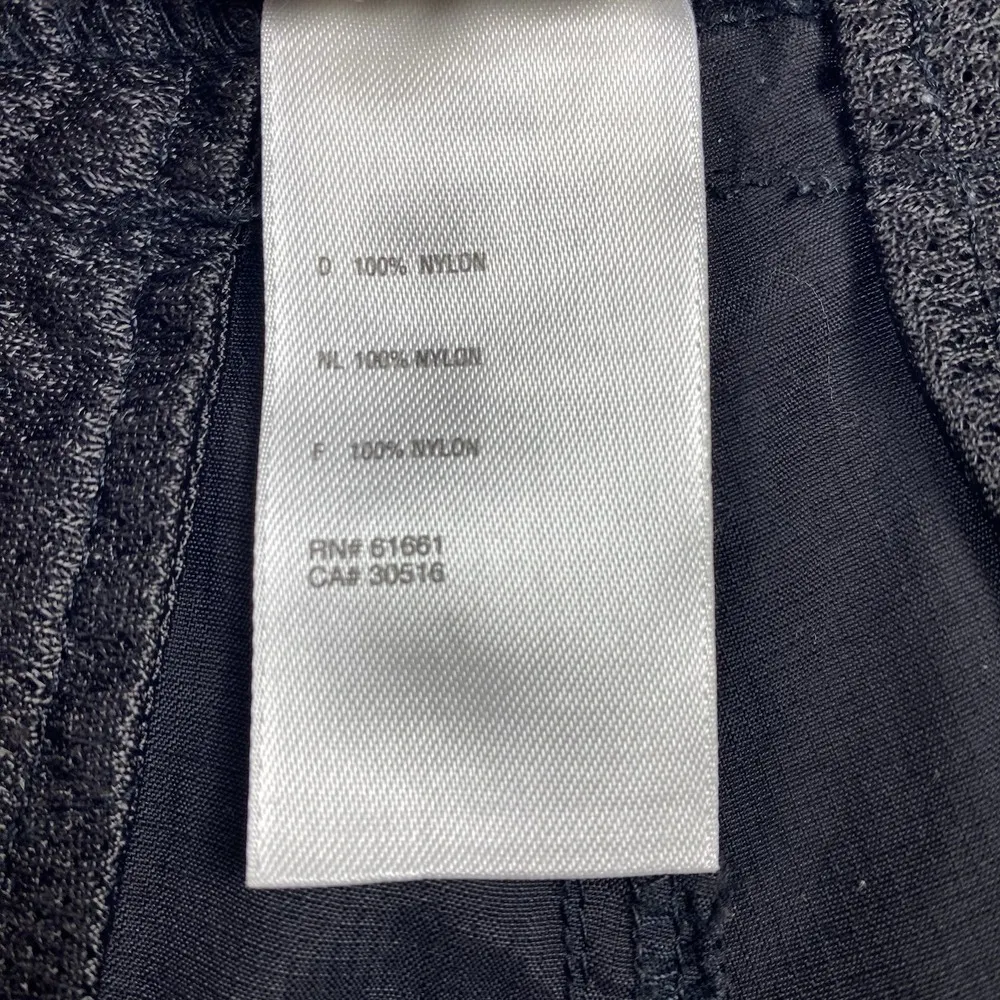 D 100% NYLON
NL 100% NYLON
F 100% NYLON
RN# 61661
CA# 30516